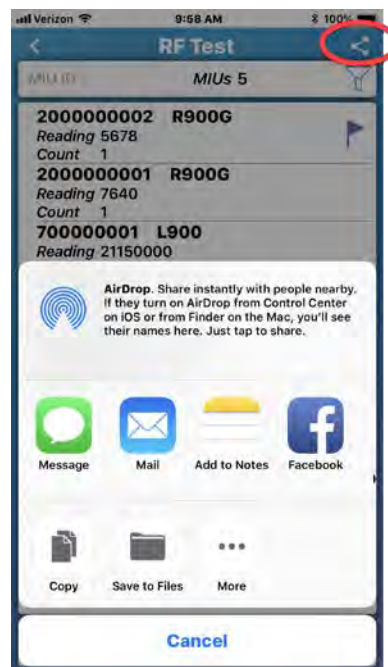 Verizon 9:58 AM 100%
RF Test
MIU ID MIUs 5
2000000002 R900G
Reading 5678
Count 1
2000000001 R900G
Reading 7640
Count 1
700000001 L900
Reading 21150000
AirDrop. Share instantly with people nearby.
If they turn on AirDrop from Control Center
on iOS or from Finder on the Mac, you'll see
their names here. Just tap to share.
Message Mail Add to Notes Facebook
Copy Save to Files More
Cancel